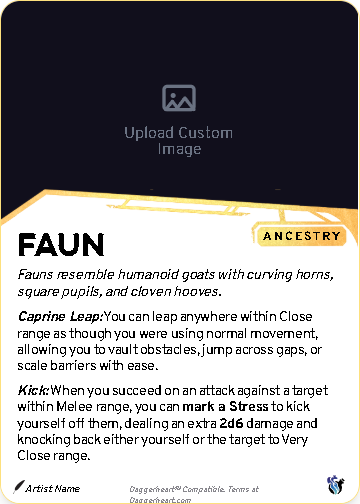 Upload Custom
Image
ANCESTRY
FAUN
Fauns resemble humanoid goats with curving horns,
square pupils, and cloven hooves.
Caprine Leap:You can leap anywhere within Close
range as though you were using normal movement,
allowing you to vault obstacles, jump across gaps, or
scale barriers with ease.
Kick:When you succeed on an attack against a target
within Melee range, you can mark a Stress to kick
yourself off them, dealing an extra 2d6 damage and
knocking back either yourself or the target to Very
Close range.
Artist Name
Daggerheart™ Compatible. Terms at
Daggerheart.com